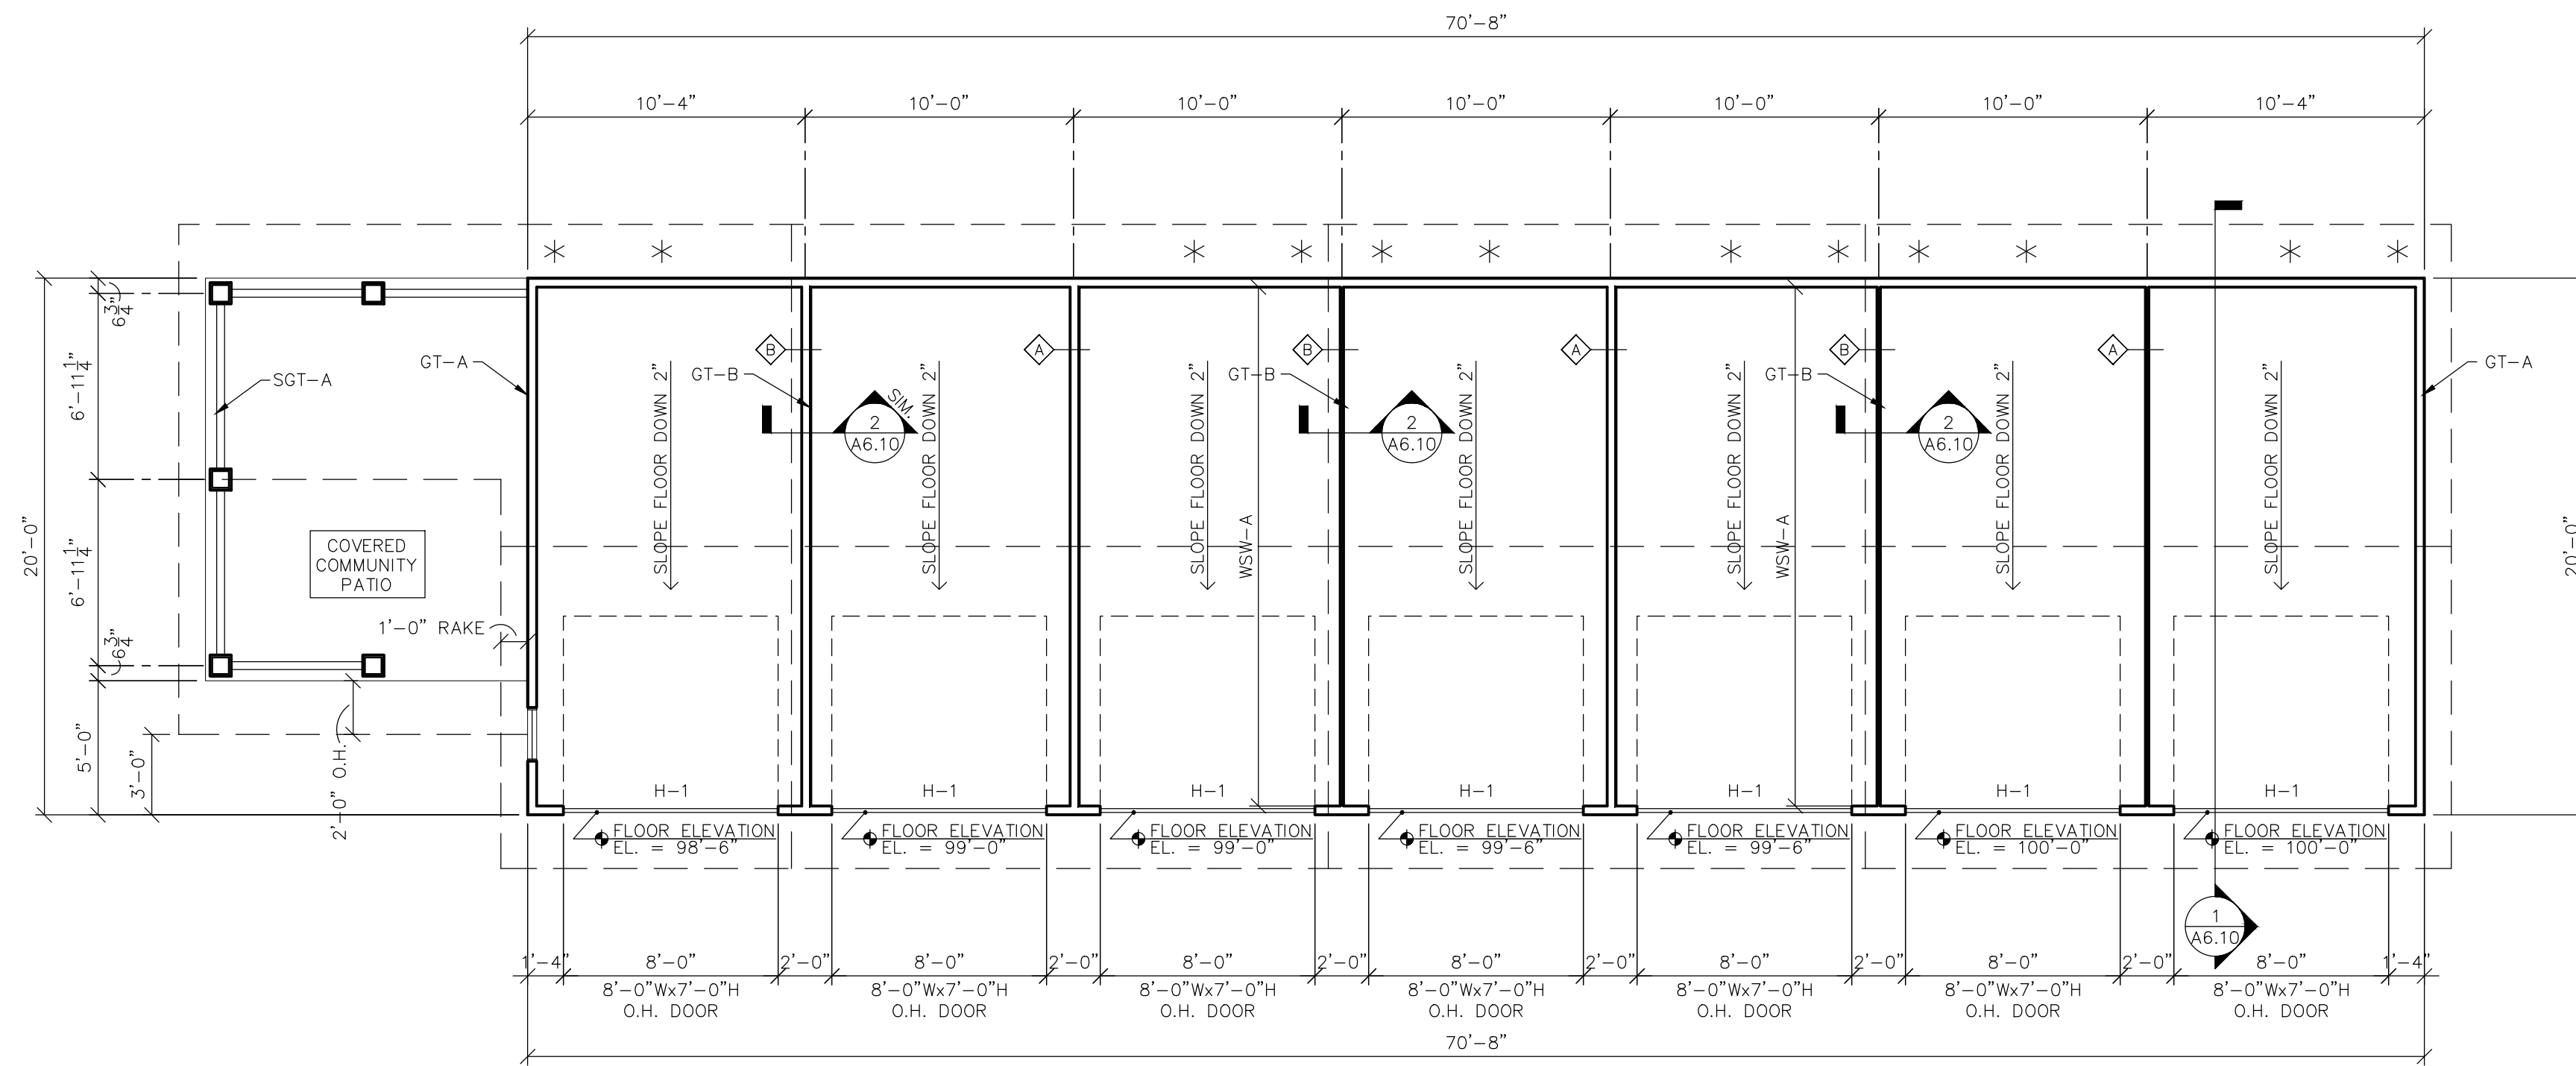 70'-8"
10'-4"
10'-0"
10'-0"
10'-0"
10'-0"
10'-0"
10'-4"
* * * * * * * * * * * *
6 3/4"
6'-11 1/4"
20'-0"
6'-11 1/4"
6 3/4"
5'-0"
3'-0"
2'-0" O.H.
SGT-A
GT-A
COVERED
COMMUNITY
PATIO
1'-0" RAKE
B
A
B
A
B
A
GT-B
GT-B
GT-B
GT-A
2
A6.10
SIM.
2
A6.10
2
A6.10
SLOPE FLOOR DOWN 2"
SLOPE FLOOR DOWN 2"
SLOPE FLOOR DOWN 2"
SLOPE FLOOR DOWN 2"
SLOPE FLOOR DOWN 2"
SLOPE FLOOR DOWN 2"
SLOPE FLOOR DOWN 2"
WSW-A
WSW-A
20'-0"
H-1
H-1
H-1
H-1
H-1
H-1
H-1
FLOOR ELEVATION
EL. = 98'-6"
FLOOR ELEVATION
EL. = 99'-0"
FLOOR ELEVATION
EL. = 99'-0"
FLOOR ELEVATION
EL. = 99'-6"
FLOOR ELEVATION
EL. = 99'-6"
FLOOR ELEVATION
EL. = 100'-0"
FLOOR ELEVATION
EL. = 100'-0"
1
A6.10
1'-4"
8'-0"
2'-0"
8'-0"
2'-0"
8'-0"
2'-0"
8'-0"
2'-0"
8'-0"
2'-0"
8'-0"
2'-0"
8'-0"
1'-4"
8'-0"Wx7'-0"H
O.H. DOOR
8'-0"Wx7'-0"H
O.H. DOOR
8'-0"Wx7'-0"H
O.H. DOOR
8'-0"Wx7'-0"H
O.H. DOOR
8'-0"Wx7'-0"H
O.H. DOOR
8'-0"Wx7'-0"H
O.H. DOOR
8'-0"Wx7'-0"H
O.H. DOOR
70'-8"